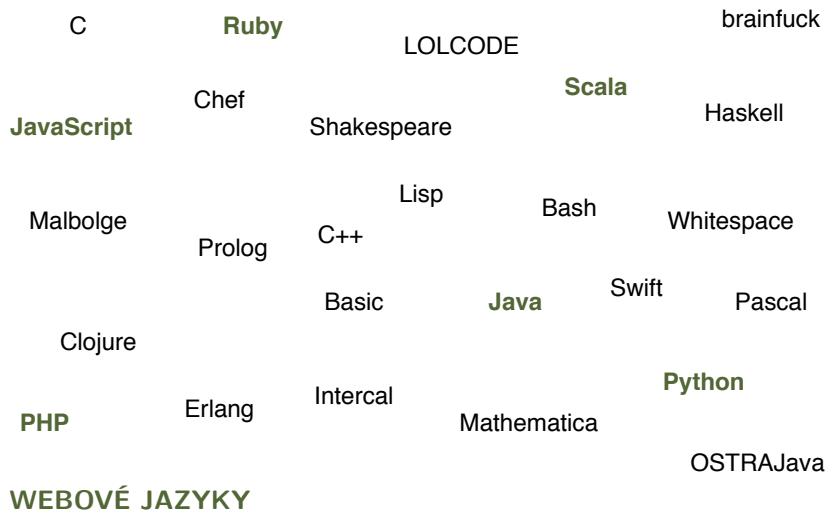 C
Ruby
brainfuck
LOLCODE
Scala
Chef
Haskell
JavaScript
Shakespeare
Lisp
Bash
Malbolge
Whitespace
C++
Prolog
Swift
Basic
Java
Pascal
Clojure
Python
Intercal
Erlang
PHP
Mathematica
OSTRAJava
WEBOVÉ JAZYKY